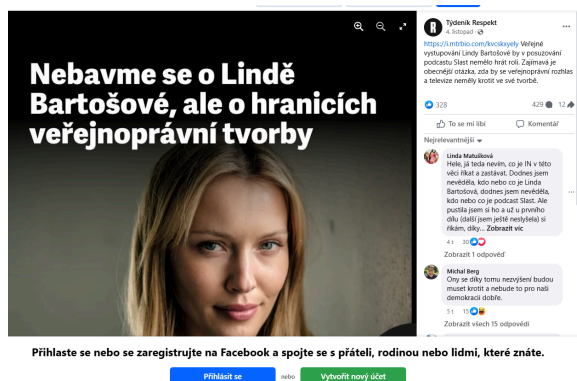 Nebavme se o Lindě
Bartošové, ale o hranicích
veřejnoprávní tvorby
Týdeník Respekt
4. listopad ·
https://i.mtrbio.com/kvcskxyely Veřejné
vystupování Lindy Bartošové by v posuzování
podcastu Slast nemělo hrát roli. Zajímavá je
obecnější otázka, zda by se veřejnoprávní rozhlas
a televize neměly krotit ve své tvorbě.
328
429
12
To se mi líbí
Komentář
Nejrelevantnější
Linda Matušková
Hele, já teda nevím, co je IN v této
věci říkat a zastávat. Dodnes jsem
nevěděla, kdo nebo co je Linda
Bartošová, dodnes jsem nevěděla,
kdo nebo co je podcast Slast. Ale
pustila jsem si ho a už u prvního
dílu (další jsem ještě neslyšela) si
říkám, díky... Zobrazit víc
4 t 30
Zobrazit 1 odpověď
Michal Berg
Ony se díky tomu nezvýšení budou
muset krotit a nebude to pro naši
demokracii dobře.
5 t 15
Zobrazit všech 15 odpovědí
Přihlaste se nebo se zaregistrujte na Facebook a spojte se s přáteli, rodinou nebo lidmi, které znáte.
Přihlásit se
nebo
Vytvořit nový účet